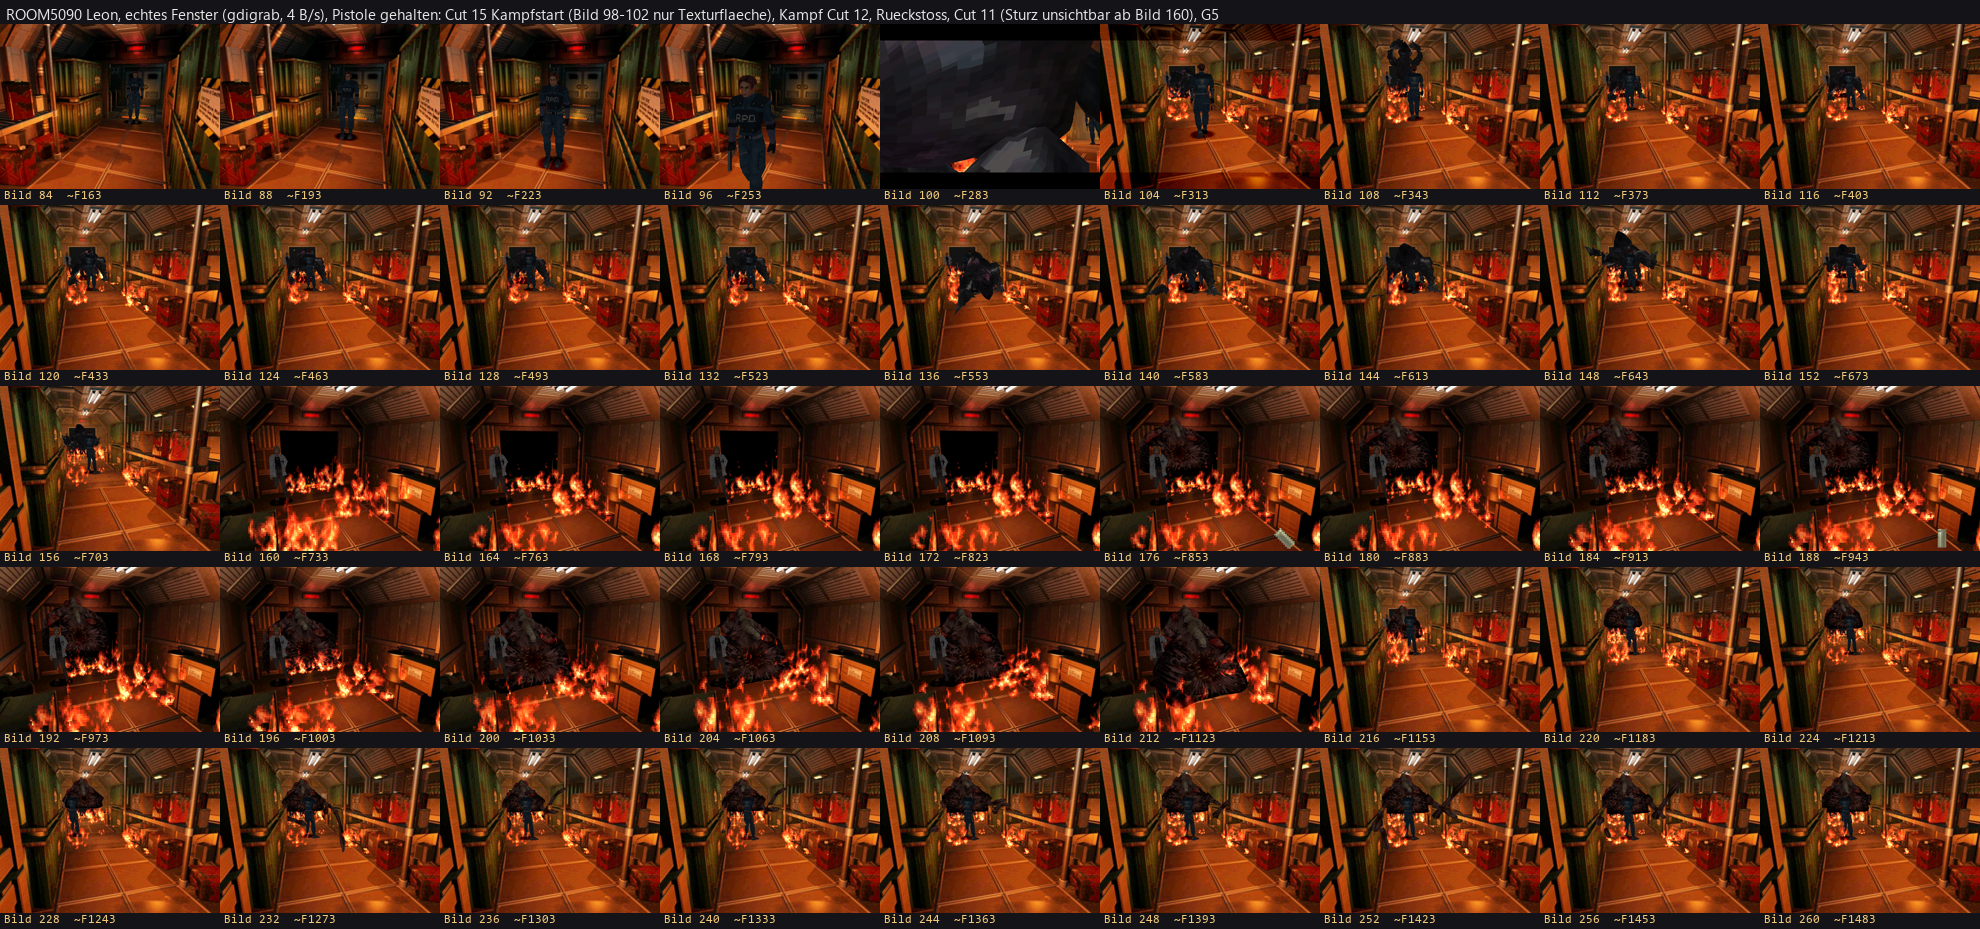 ROOM5090 Leon, echtes Fenster (gdigrab, 4 B/s), Pistole gehalten: Cut 15 Kampfstart (Bild 98-102 nur Texturflaeche), Kampf Cut 12, Rueckstoss, Cut 11 (Sturz unsichtbar ab Bild 160), G5
RPD
RPD
Bild 84 ~F163
Bild 88 ~F193
Bild 92 ~F223
Bild 96 ~F253
Bild 100 ~F283
Bild 104 ~F313
Bild 108 ~F343
Bild 112 ~F373
Bild 116 ~F403
Bild 120 ~F433
Bild 124 ~F463
Bild 128 ~F493
Bild 132 ~F523
Bild 136 ~F553
Bild 140 ~F583
Bild 144 ~F613
Bild 148 ~F643
Bild 152 ~F673
Bild 156 ~F703
Bild 160 ~F733
Bild 164 ~F763
Bild 168 ~F793
Bild 172 ~F823
Bild 176 ~F853
Bild 180 ~F883
Bild 184 ~F913
Bild 188 ~F943
Bild 192 ~F973
Bild 196 ~F1003
Bild 200 ~F1033
Bild 204 ~F1063
Bild 208 ~F1093
Bild 212 ~F1123
Bild 216 ~F1153
Bild 220 ~F1183
Bild 224 ~F1213
Bild 228 ~F1243
Bild 232 ~F1273
Bild 236 ~F1303
Bild 240 ~F1333
Bild 244 ~F1363
Bild 248 ~F1393
Bild 252 ~F1423
Bild 256 ~F1453
Bild 260 ~F1483